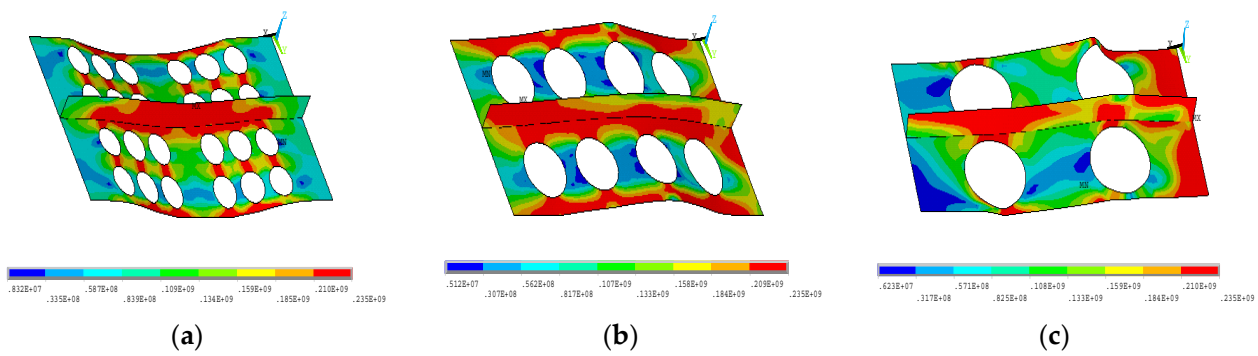 X Z Y
MX
MN
.832E+07 .587E+08 .109E+09 .159E+09 .210E+09
.335E+08 .839E+08 .134E+09 .185E+09 .235E+09
(a)
X Z Y
MN
MX
.512E+07 .562E+08 .107E+09 .158E+09 .209E+09
.307E+08 .817E+08 .133E+09 .184E+09 .235E+09
(b)
X Z Y
MX
MN
.623E+07 .571E+08 .108E+09 .159E+09 .210E+09
.317E+08 .825E+08 .133E+09 .184E+09 .235E+09
(c)